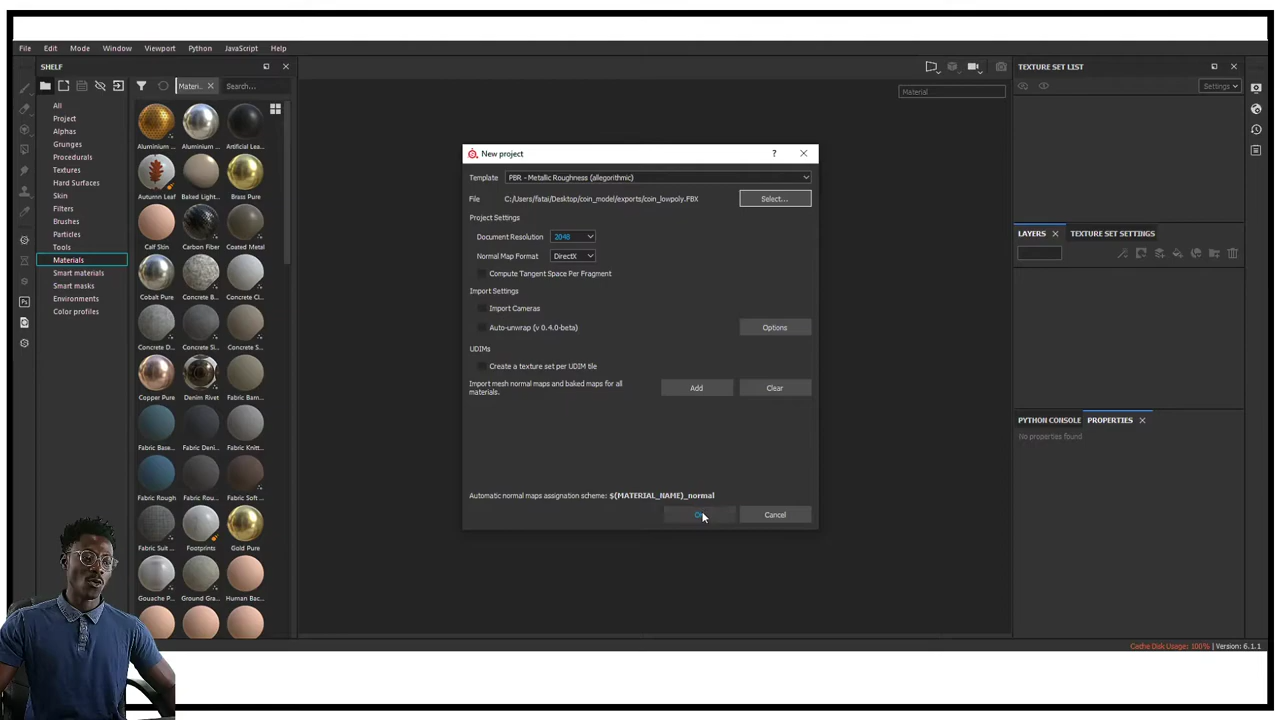 File Edit Mode Window Viewport Python JavaScript Help
SHELF
Materi...
Search...
All
Project
Alphas
Grunges
Procedurals
Textures
Hard Surfaces
Skin
Filters
Brushes
Particles
Tools
Materials
Smart materials
Smart masks
Environments
Color profiles
Aluminium ... Aluminium ... Artificial Lea...
Autumn Leaf Baked Light... Brass Pure
Calf Skin Carbon Fiber Coated Metal
Cobalt Pure Concrete B... Concrete Cl...
Concrete D... Concrete Si... Concrete S...
Copper Pure Denim Rivet Fabric Bam...
Fabric Base... Fabric Deni... Fabric Knitt...
Fabric Rough Fabric Rou... Fabric Soft ...
Fabric Suit ... Footprints Gold Pure
Gouache P... Ground Gra... Human Bac...
Ps
Material
New project
?
Template PBR - Metallic Roughness (allegorithmic)
File C:/Users/fatai/Desktop/coin_model/exports/coin_lowpoly.FBX Select...
Project Settings
Document Resolution 2048
Normal Map Format DirectX
Compute Tangent Space Per Fragment
Import Settings
Import Cameras
Auto-unwrap (v 0.4.0-beta) Options
UDIMs
Create a texture set per UDIM tile
Import mesh normal maps and baked maps for all
materials.
Add Clear
Automatic normal maps assignation scheme: $(MATERIAL_NAME)_normal
Cancel
TEXTURE SET LIST
Settings
LAYERS TEXTURE SET SETTINGS
PYTHON CONSOLE PROPERTIES
No properties found
Cache Disk Usage: 100% | Version: 6.1.1